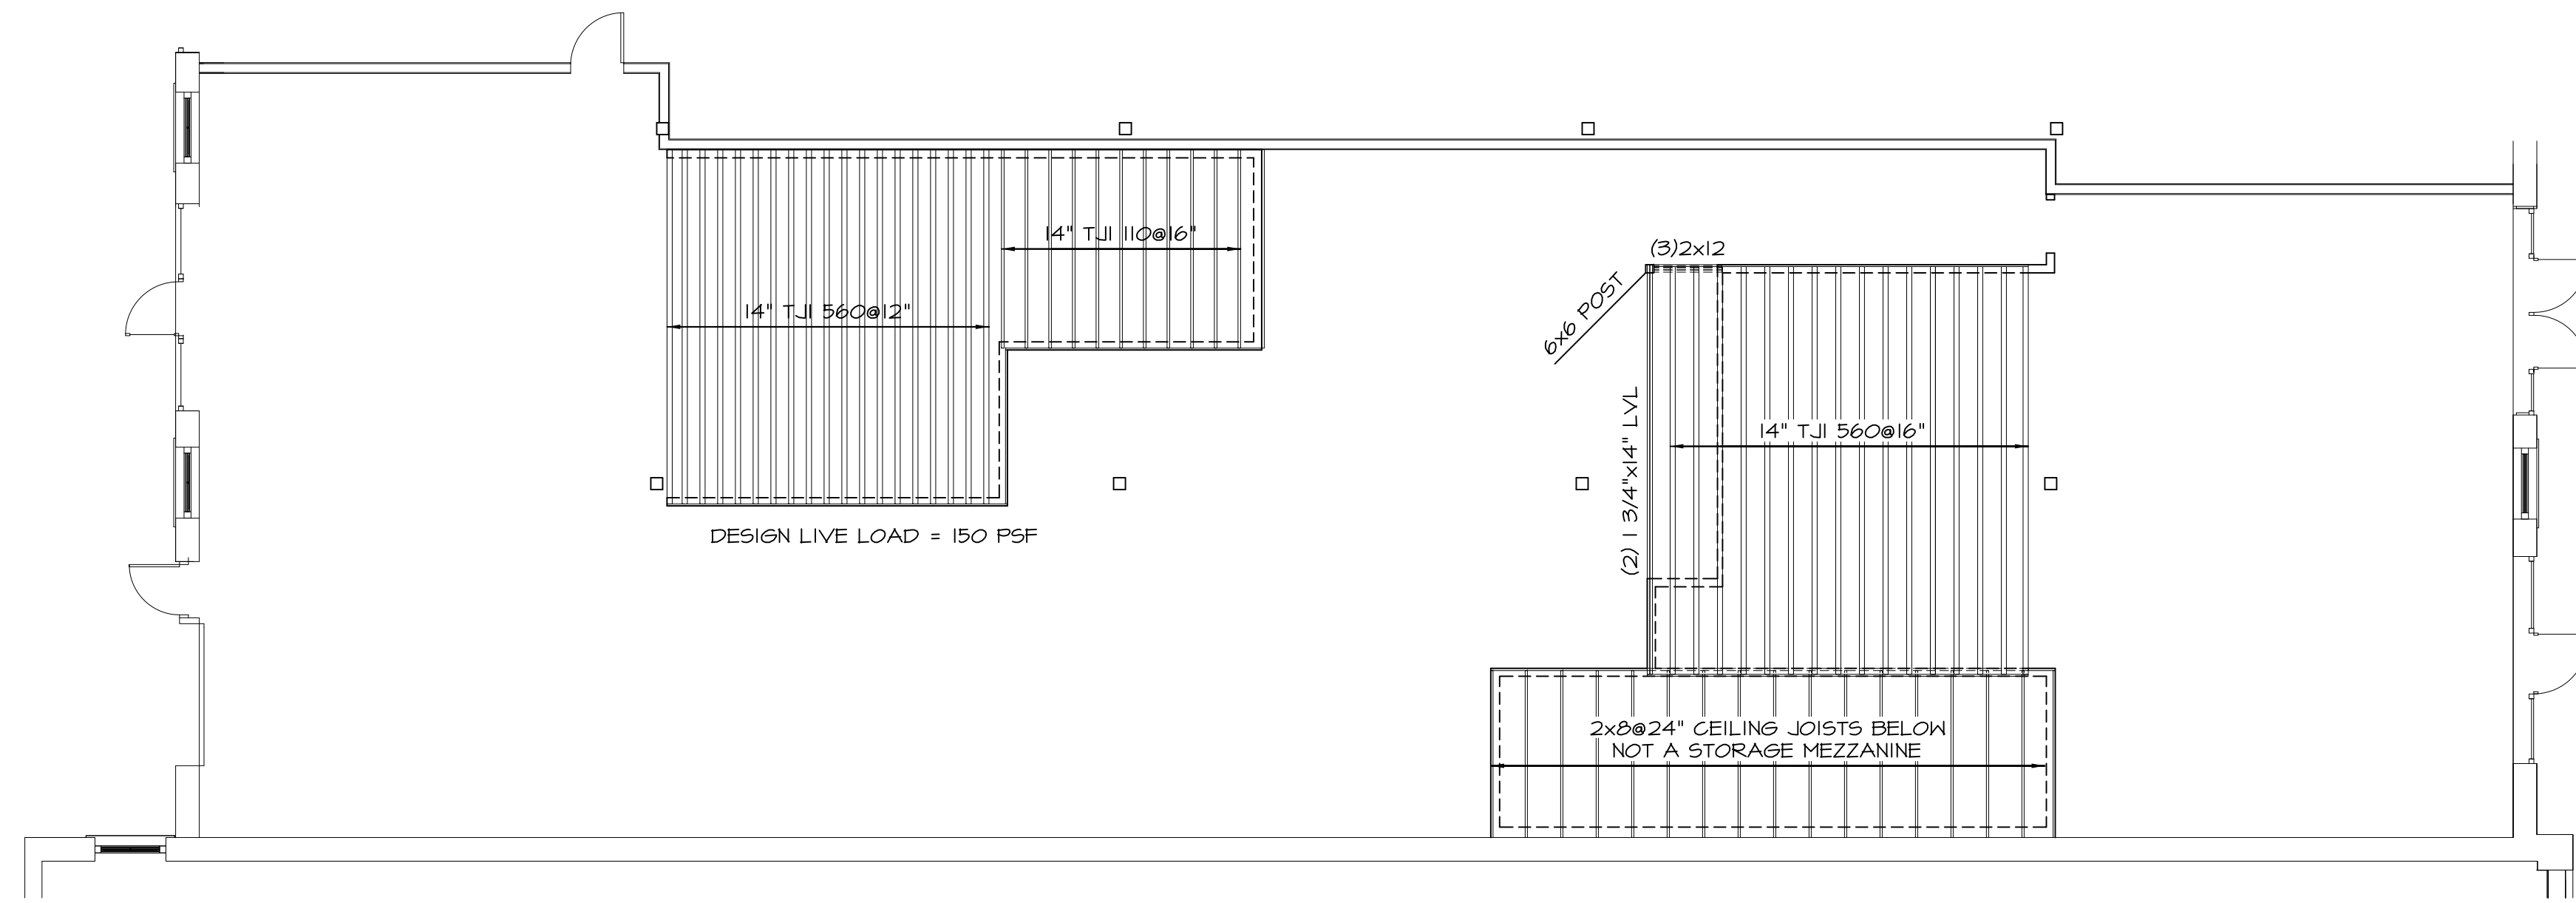 14" TJI 110@16"
(3)2x12
14" TJI 560@12"
6x6 POST
(2) 1 3/4"x14" LVL
14" TJI 560@16"
DESIGN LIVE LOAD = 150 PSF
2x8@24" CEILING JOISTS BELOW
NOT A STORAGE MEZZANINE